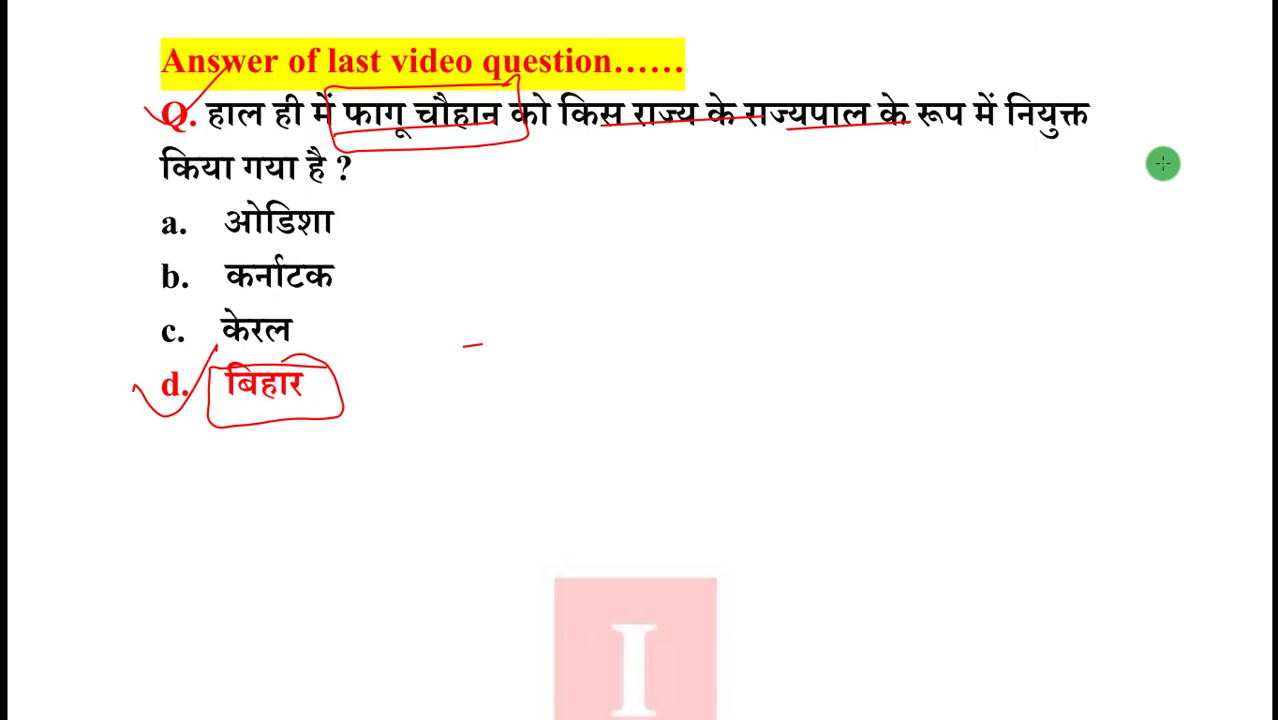 Answer of last video question......
Q. हाल ही में फागू चौहान को किस राज्य के राज्यपाल के रूप में नियुक्त
किया गया है ?
a. ओडिशा
b. कर्नाटक
c. केरल
d. बिहार
I